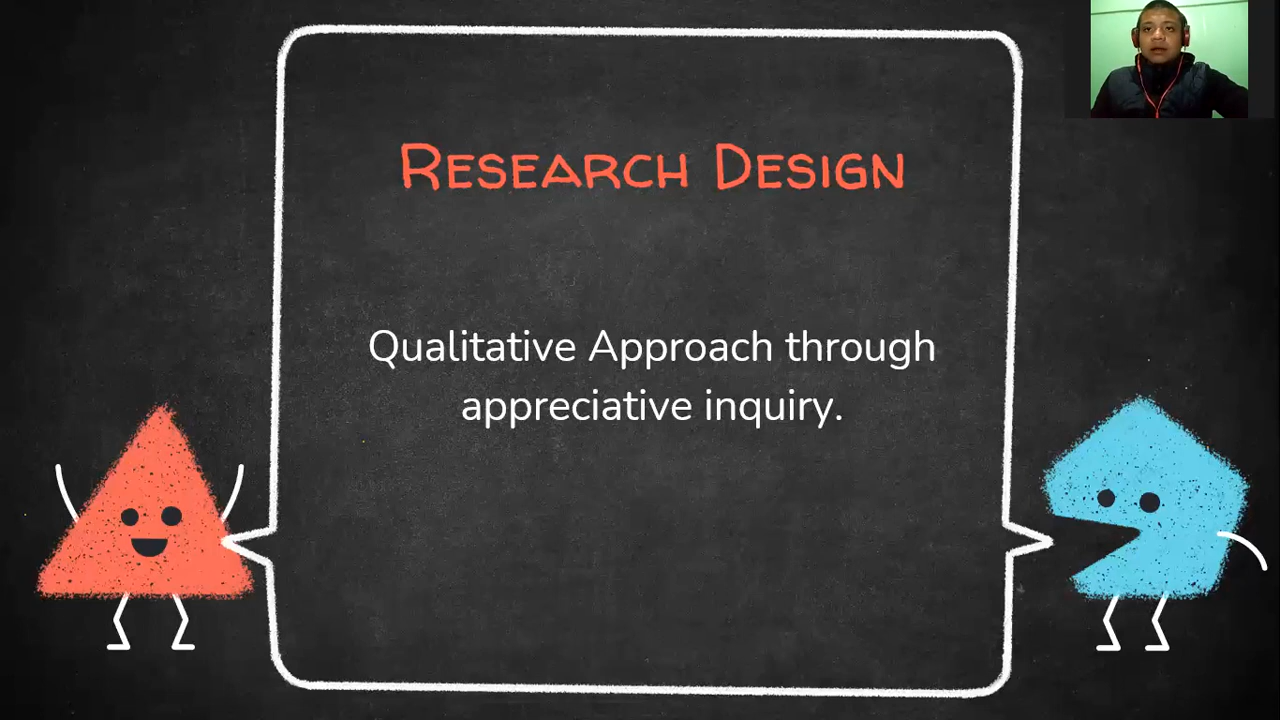 Research Design
Qualitative Approach through
appreciative inquiry.